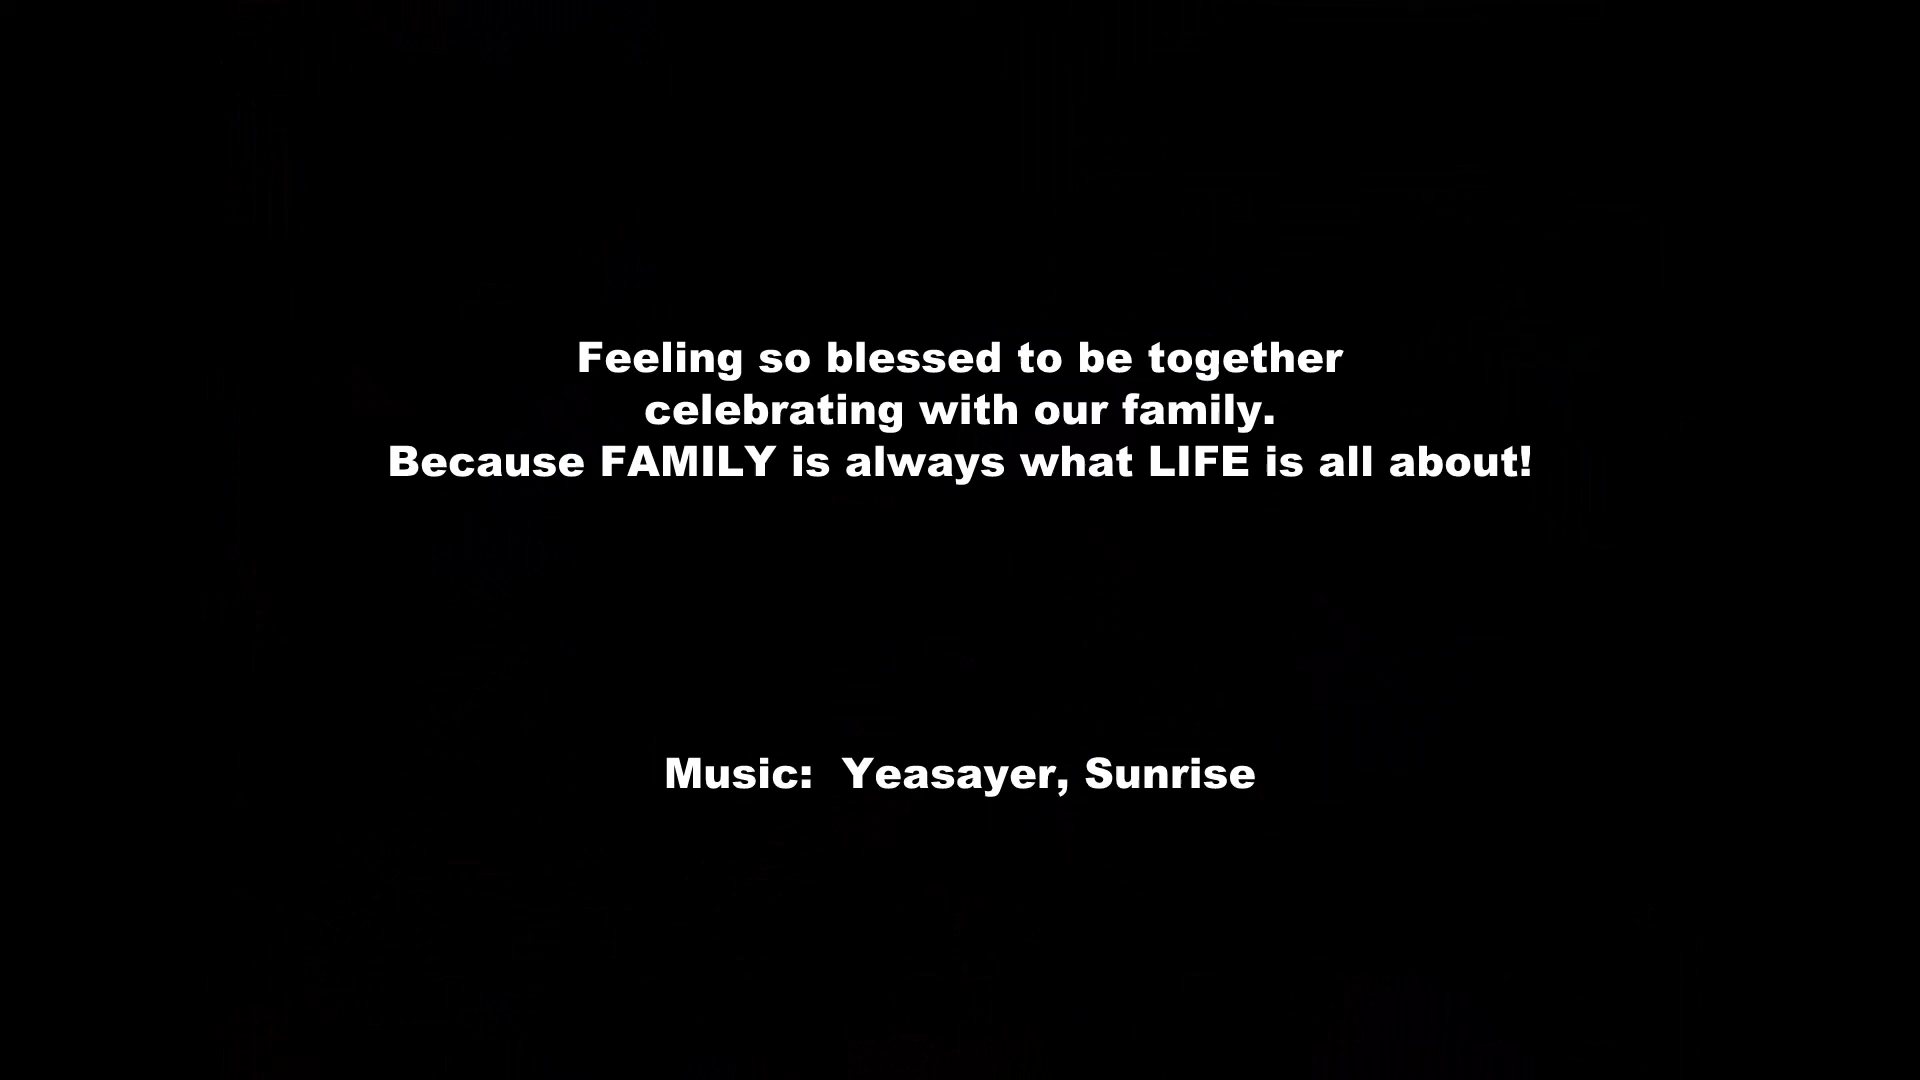 Feeling so blessed to be together
celebrating with our family.
Because FAMILY is always what LIFE is all about!
Music:  Yeasayer, Sunrise